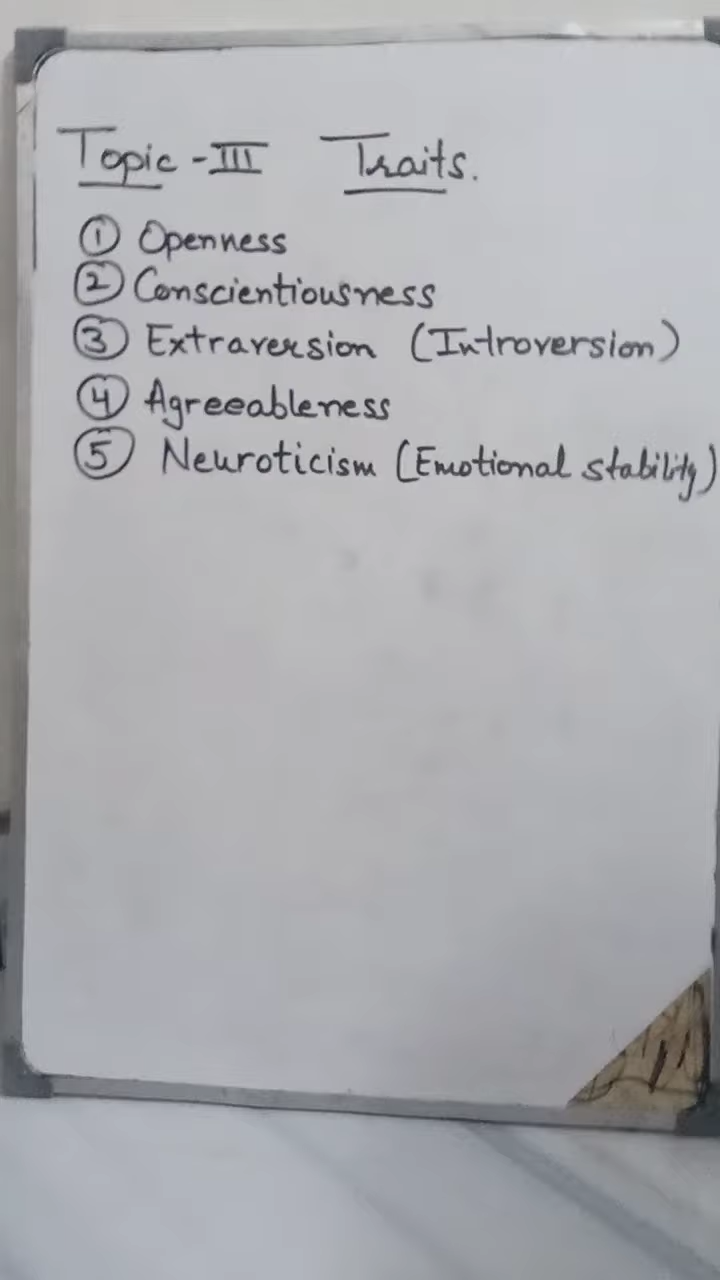 Topic - III Traits.
① Openness
② Conscientiousness
③ Extraversion (Introversion)
④ Agreeableness
⑤ Neuroticism (Emotional stability)